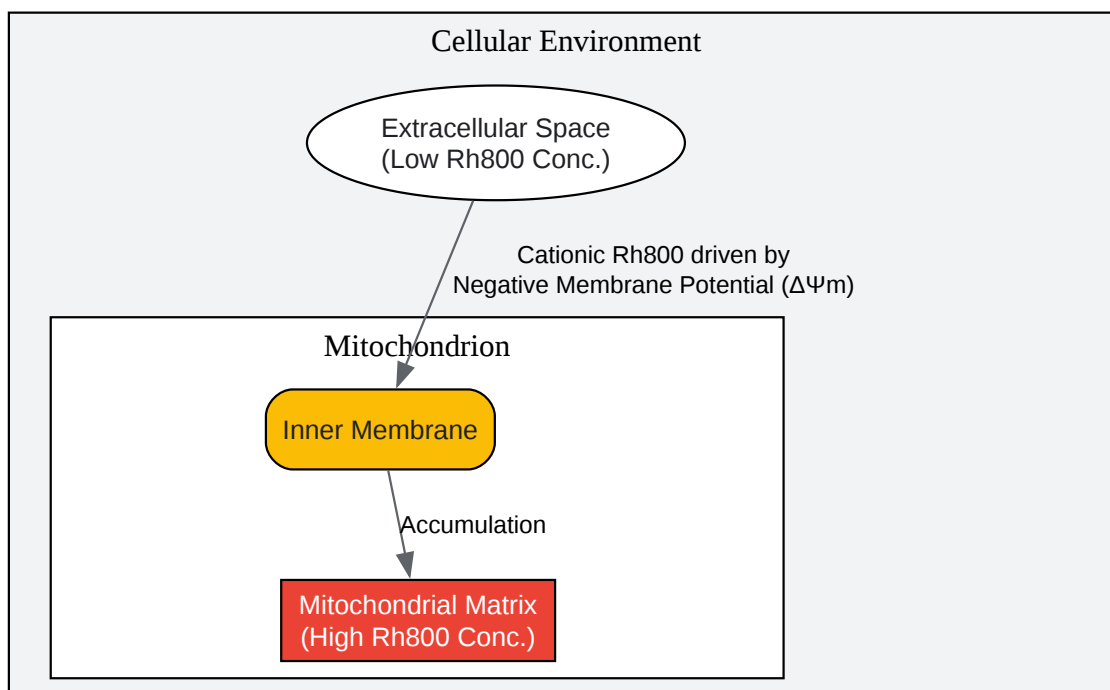 Cellular Environment
Extracellular Space
(Low Rh800 Conc.)
Cationic Rh800 driven by
Negative Membrane Potential (ΔΨm)
Mitochondrion
Inner Membrane
Accumulation
Mitochondrial Matrix
(High Rh800 Conc.)